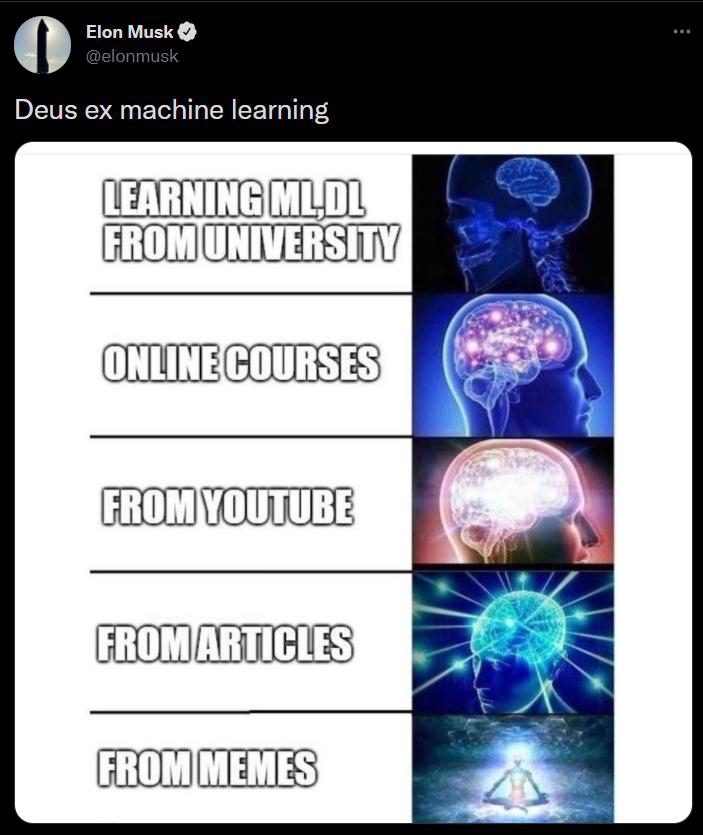 Elon Musk
@elonmusk
Deus ex machine learning
LEARNING ML,DL
FROM UNIVERSITY
ONLINE COURSES
FROM YOUTUBE
FROM ARTICLES
FROM MEMES